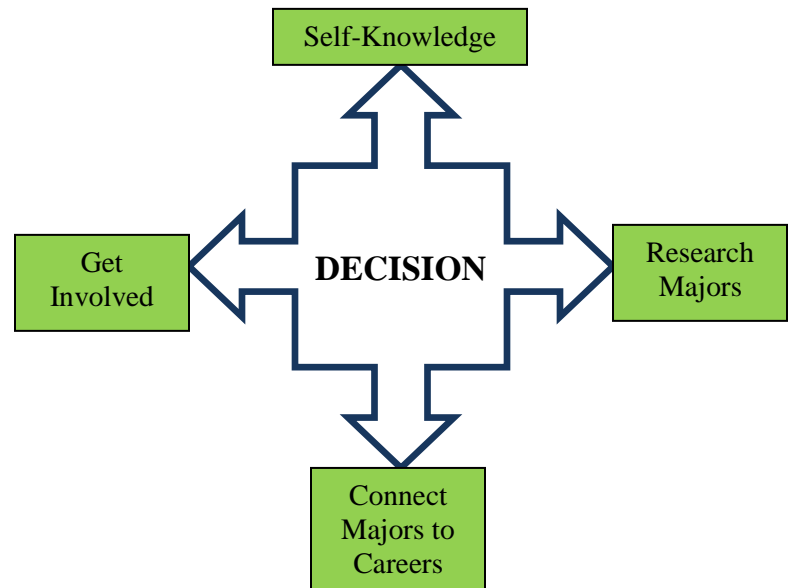 Self-Knowledge
Get
Involved
DECISION
Research
Majors
Connect
Majors to
Careers